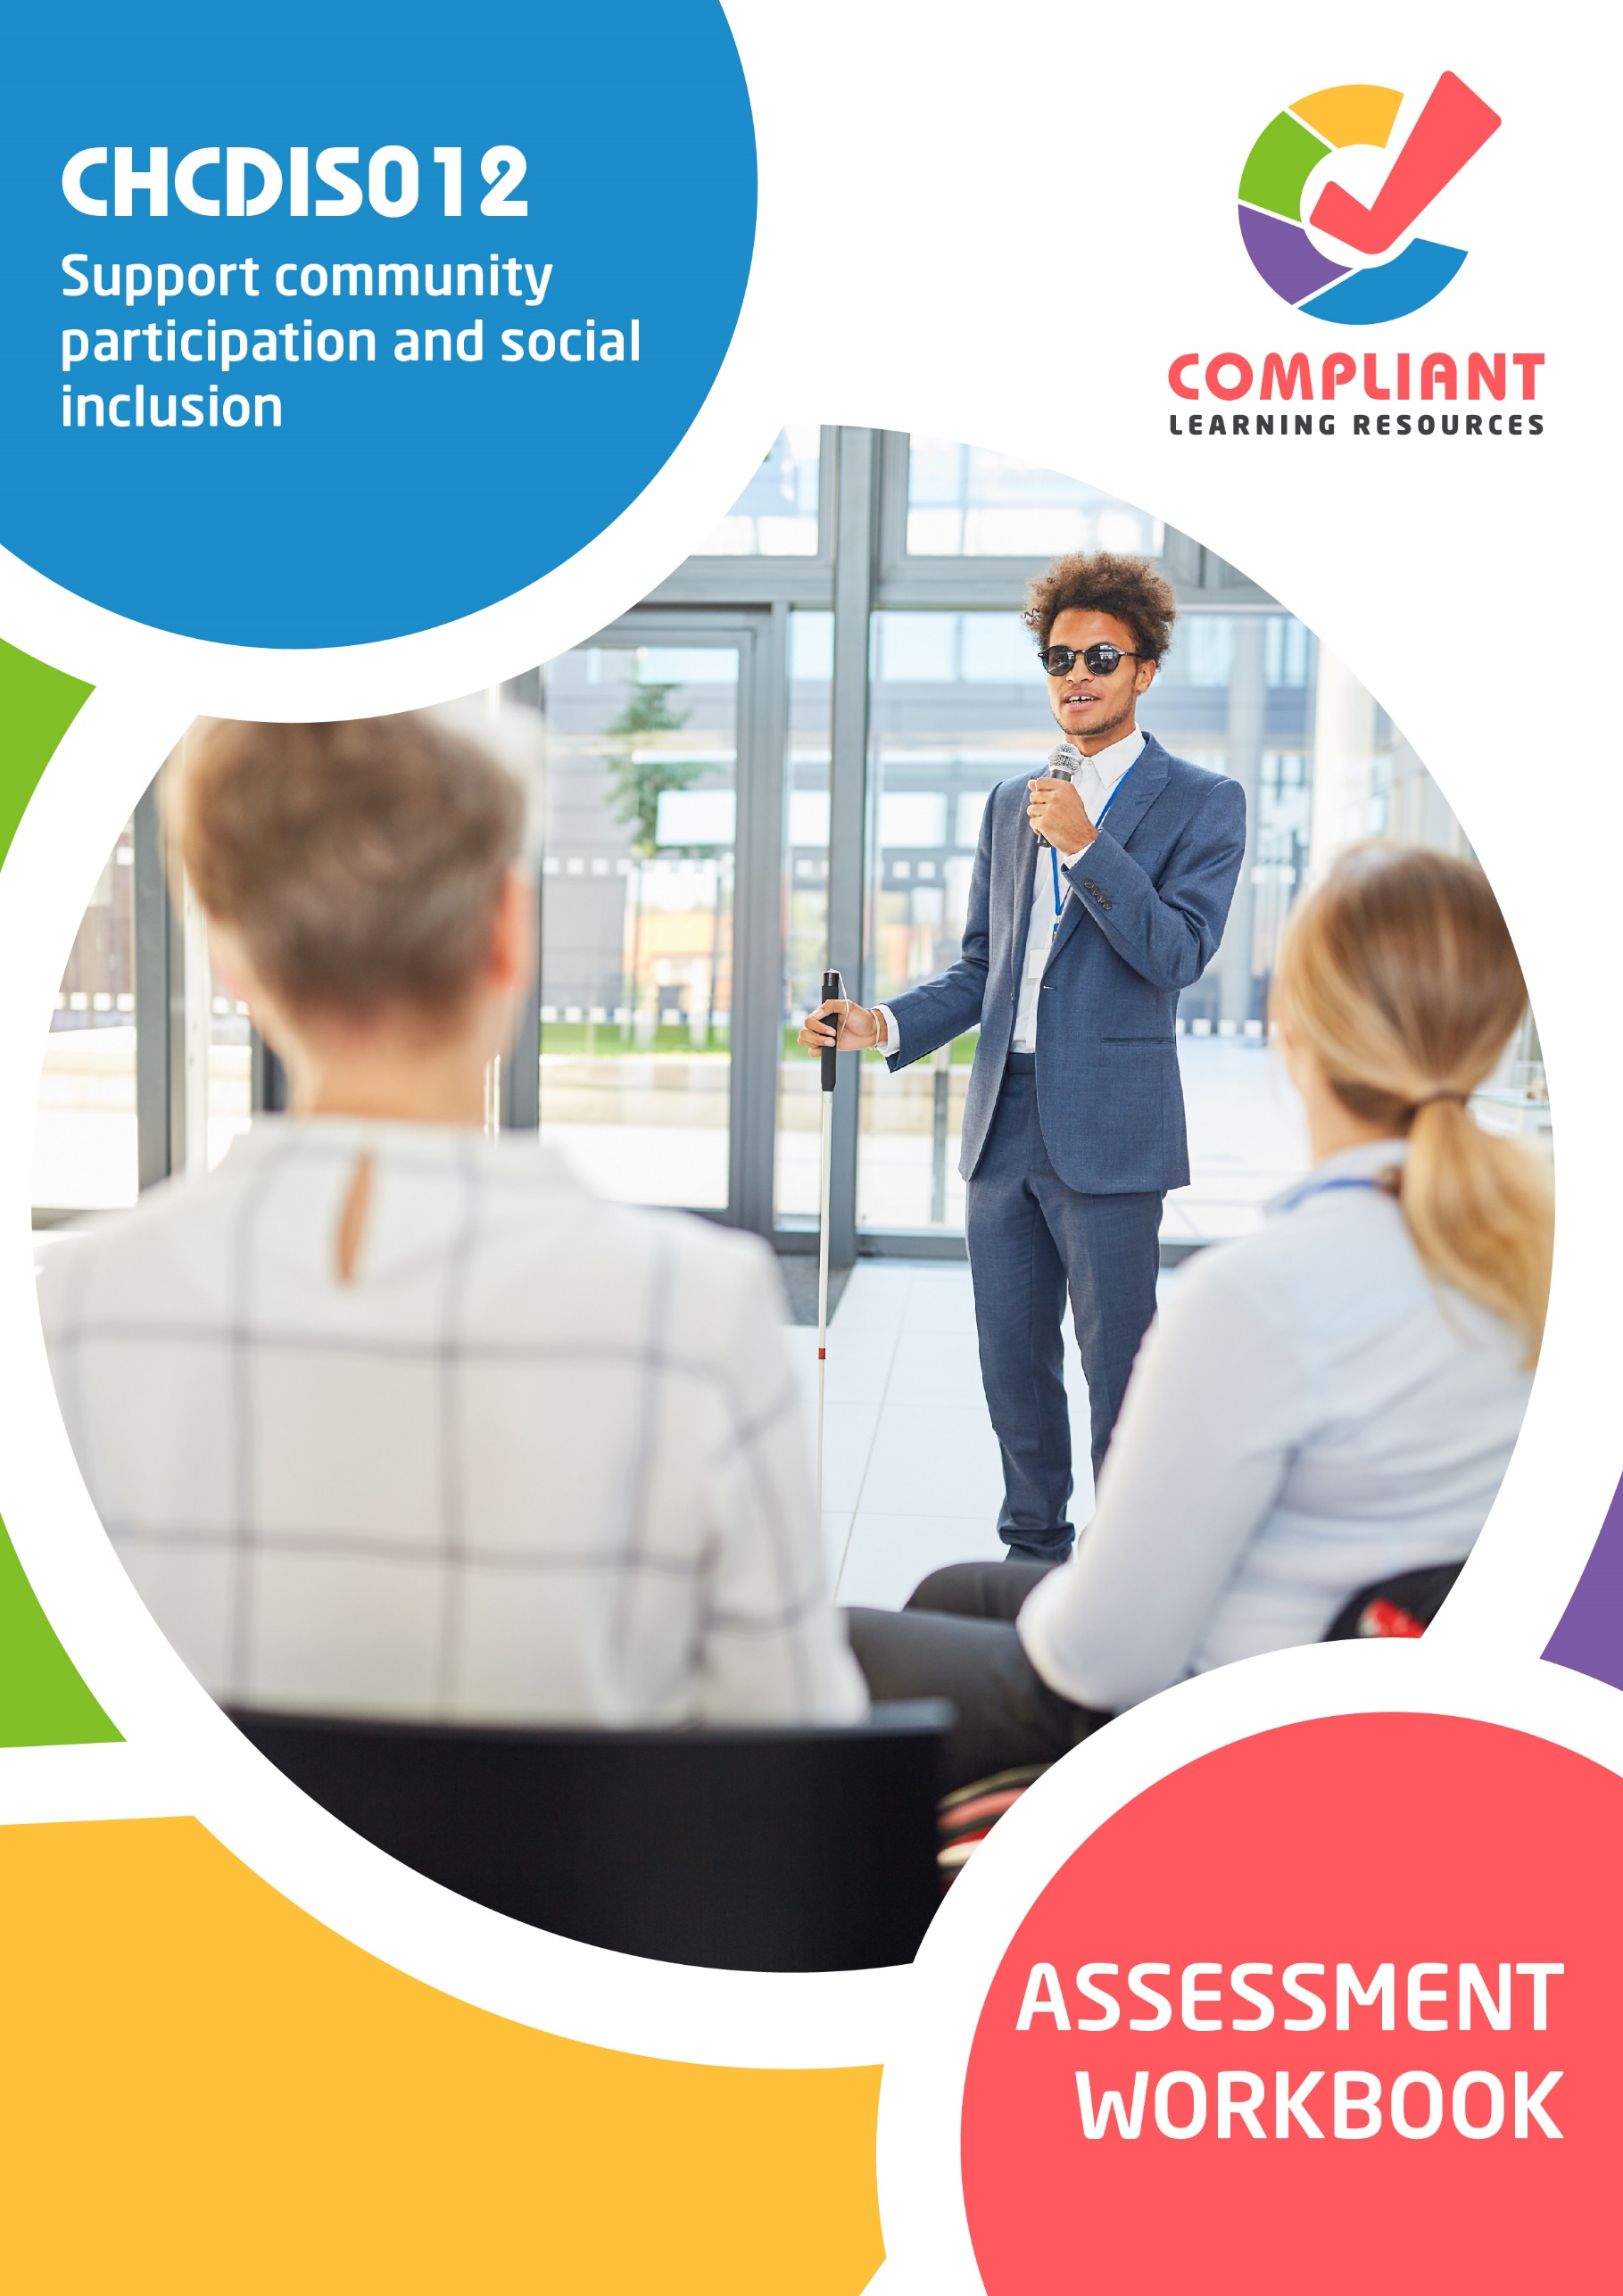 CHCDIS012
Support community
participation and social
inclusion
COMPLIANT
LEARNING RESOURCES
ASSESSMENT
WORKBOOK